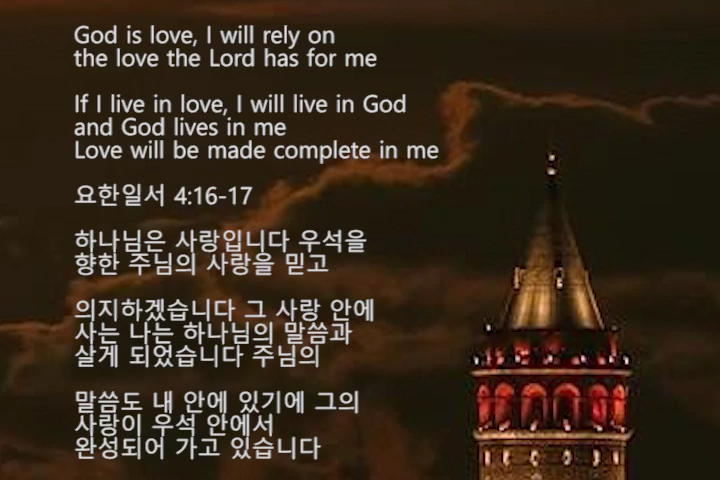 God is love, I will rely on
the love the Lord has for me
If I live in love, I will live in God
and God lives in me
Love will be made complete in me
요한일서 4:16-17
하나님은 사랑입니다 우석을
향한 주님의 사랑을 믿고
의지하겠습니다 그 사랑 안에
사는 나는 하나님의 말씀과
살게 되었습니다 주님의
말씀도 내 안에 있기에 그의
사랑이 우석 안에서
완성되어 가고 있습니다